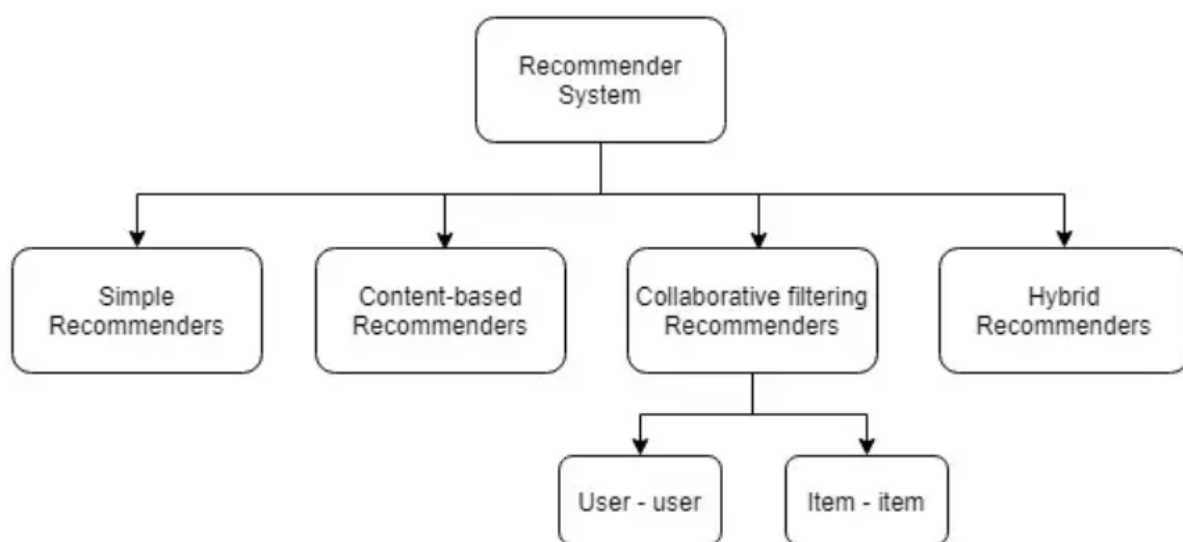 Recommender
System
Simple
Recommenders
Content-based
Recommenders
Collaborative filtering
Recommenders
Hybrid
Recommenders
User - user
Item - item